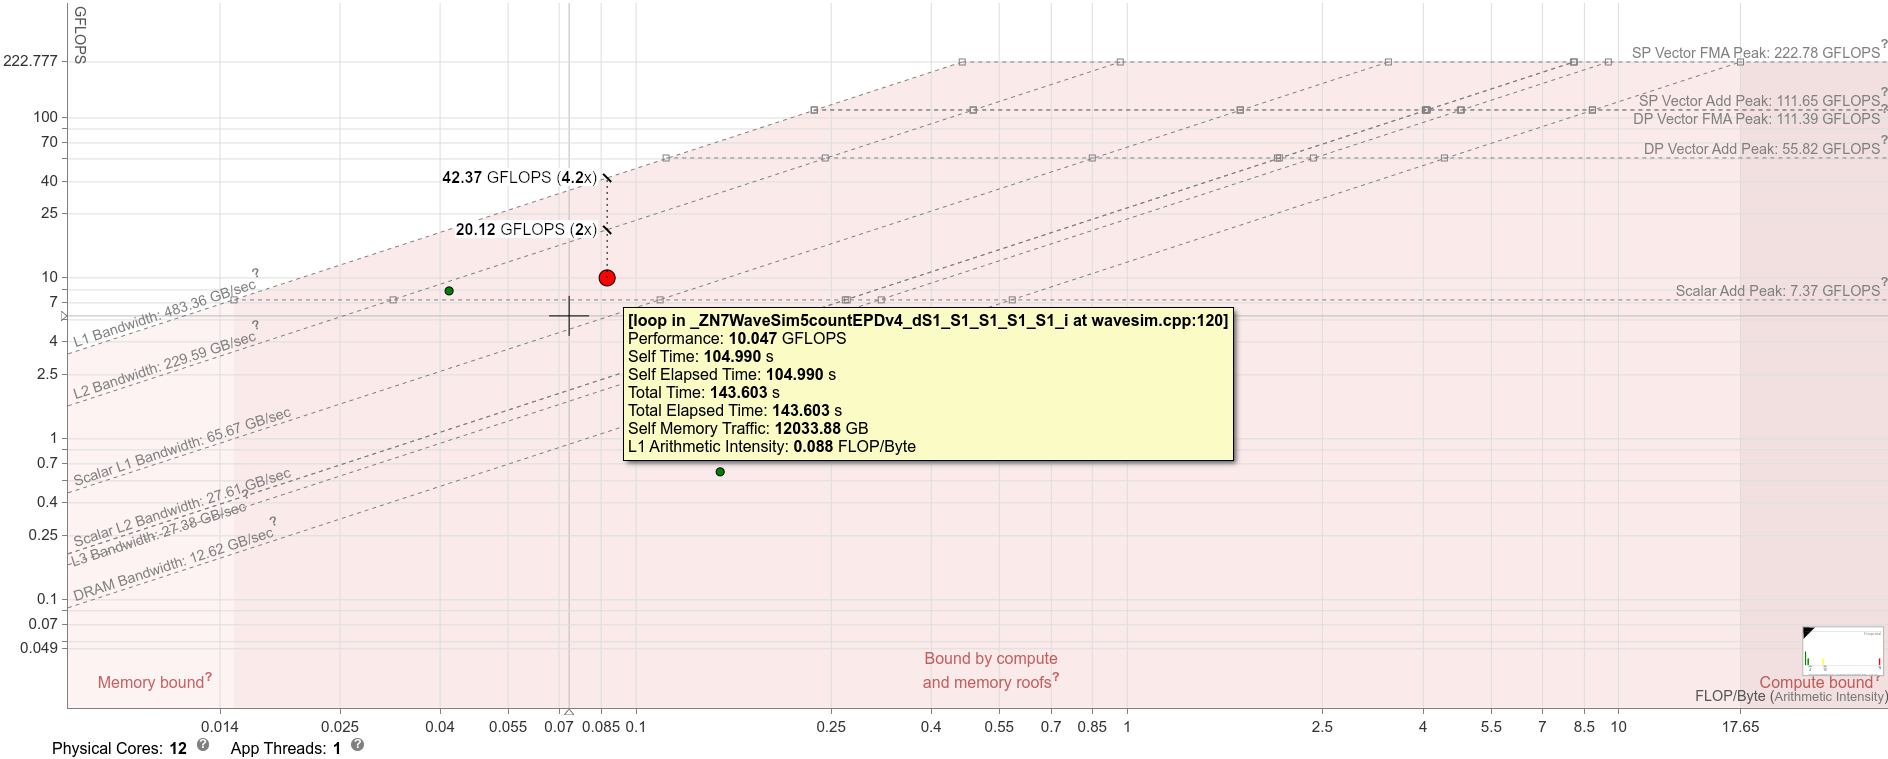 GFLOPS
222.777
100
70
40
25
10
7
4
2.5
1
0.7
0.4
0.25
0.1
0.07
0.049
SP Vector FMA Peak: 222.78 GFLOPS?
SP Vector Add Peak: 111.65 GFLOPS?
DP Vector FMA Peak: 111.39 GFLOPS?
DP Vector Add Peak: 55.82 GFLOPS?
Scalar Add Peak: 7.37 GFLOPS?
42.37 GFLOPS (4.2x)
20.12 GFLOPS (2x)
L1 Bandwidth: 483.36 GB/sec?
L2 Bandwidth: 229.59 GB/sec?
Scalar L1 Bandwidth: 65.67 GB/sec
Scalar L2 Bandwidth: 27.61 GB/sec
L3 Bandwidth: 27.38 GB/sec?
DRAM Bandwidth: 12.62 GB/sec?
[loop in _ZN7WaveSim5countEPDv4_dS1_S1_S1_S1_S1_i at wavesim.cpp:120]
Performance: 10.047 GFLOPS
Self Time: 104.990 s
Self Elapsed Time: 104.990 s
Total Time: 143.603 s
Total Elapsed Time: 143.603 s
Self Memory Traffic: 12033.88 GB
L1 Arithmetic Intensity: 0.088 FLOP/Byte
Memory bound?
Bound by compute
and memory roofs?
Compute bound?
FLOP/Byte (Arithmetic Intensity)
0.014 0.025 0.04 0.055 0.07 0.085 0.1 0.25 0.4 0.55 0.7 0.85 1 2.5 4 5.5 7 8.5 10 17.65
Physical Cores: 12 ? App Threads: 1 ?